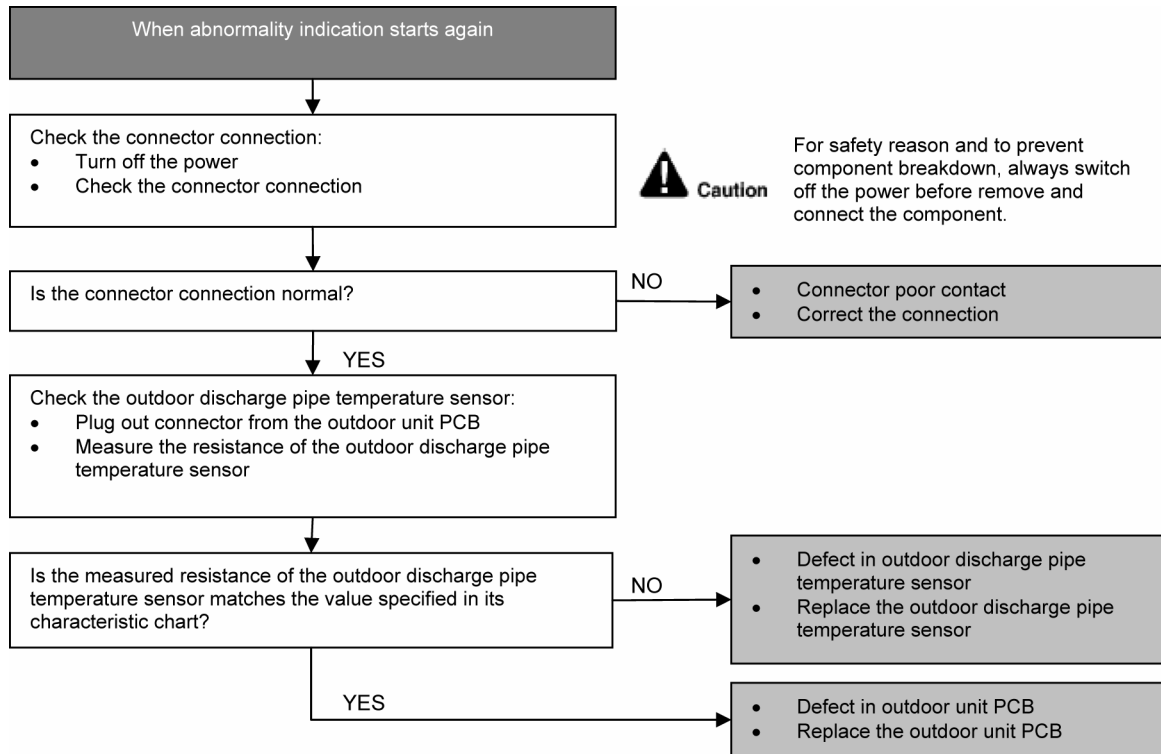 When abnormality indication starts again
Check the connector connection:
• Turn off the power
• Check the connector connection
Caution
For safety reason and to prevent
component breakdown, always switch
off the power before remove and
connect the component.
Is the connector connection normal?
NO
• Connector poor contact
• Correct the connection
YES
Check the outdoor discharge pipe temperature sensor:
• Plug out connector from the outdoor unit PCB
• Measure the resistance of the outdoor discharge pipe
temperature sensor
Is the measured resistance of the outdoor discharge pipe
temperature sensor matches the value specified in its
characteristic chart?
NO
• Defect in outdoor discharge pipe
temperature sensor
• Replace the outdoor discharge pipe
temperature sensor
YES
• Defect in outdoor unit PCB
• Replace the outdoor unit PCB